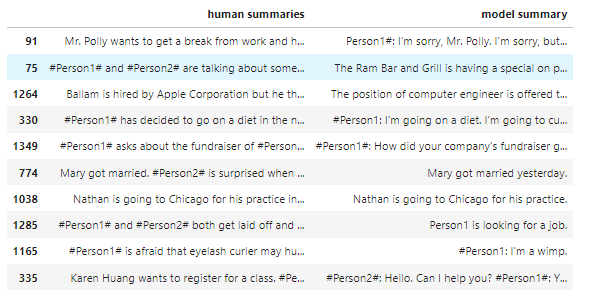 human summaries model summary
91 Mr. Polly wants to get a break from work and h... Person1#: I'm sorry, Mr. Polly. I'm sorry, but...
75 #Person1# and #Person2# are talking about some... The Ram Bar and Grill is having a special on p...
1264 Ballam is hired by Apple Corporation but he th... The position of computer engineer is offered t...
330 #Person1# has decided to go on a diet in the n... #Person1: I'm going on a diet. I'm going to cu...
1349 #Person1# asks about the fundraiser of #Person... #Person1#: How did your company's fundraiser g...
774 Mary got married. #Person2# is surprised when ... Mary got married yesterday.
1038 Nathan is going to Chicago for his practice in... Nathan is going to Chicago for his practice.
1285 #Person1# and #Person2# both get laid off and ... Person1 is looking for a job.
1165 #Person1# is afraid that eyelash curler may hu... #Person1: I'm a wimp.
335 Karen Huang wants to register for a class. #Pe... #Person2#: Hello. Can I help you? #Person1#: Y...